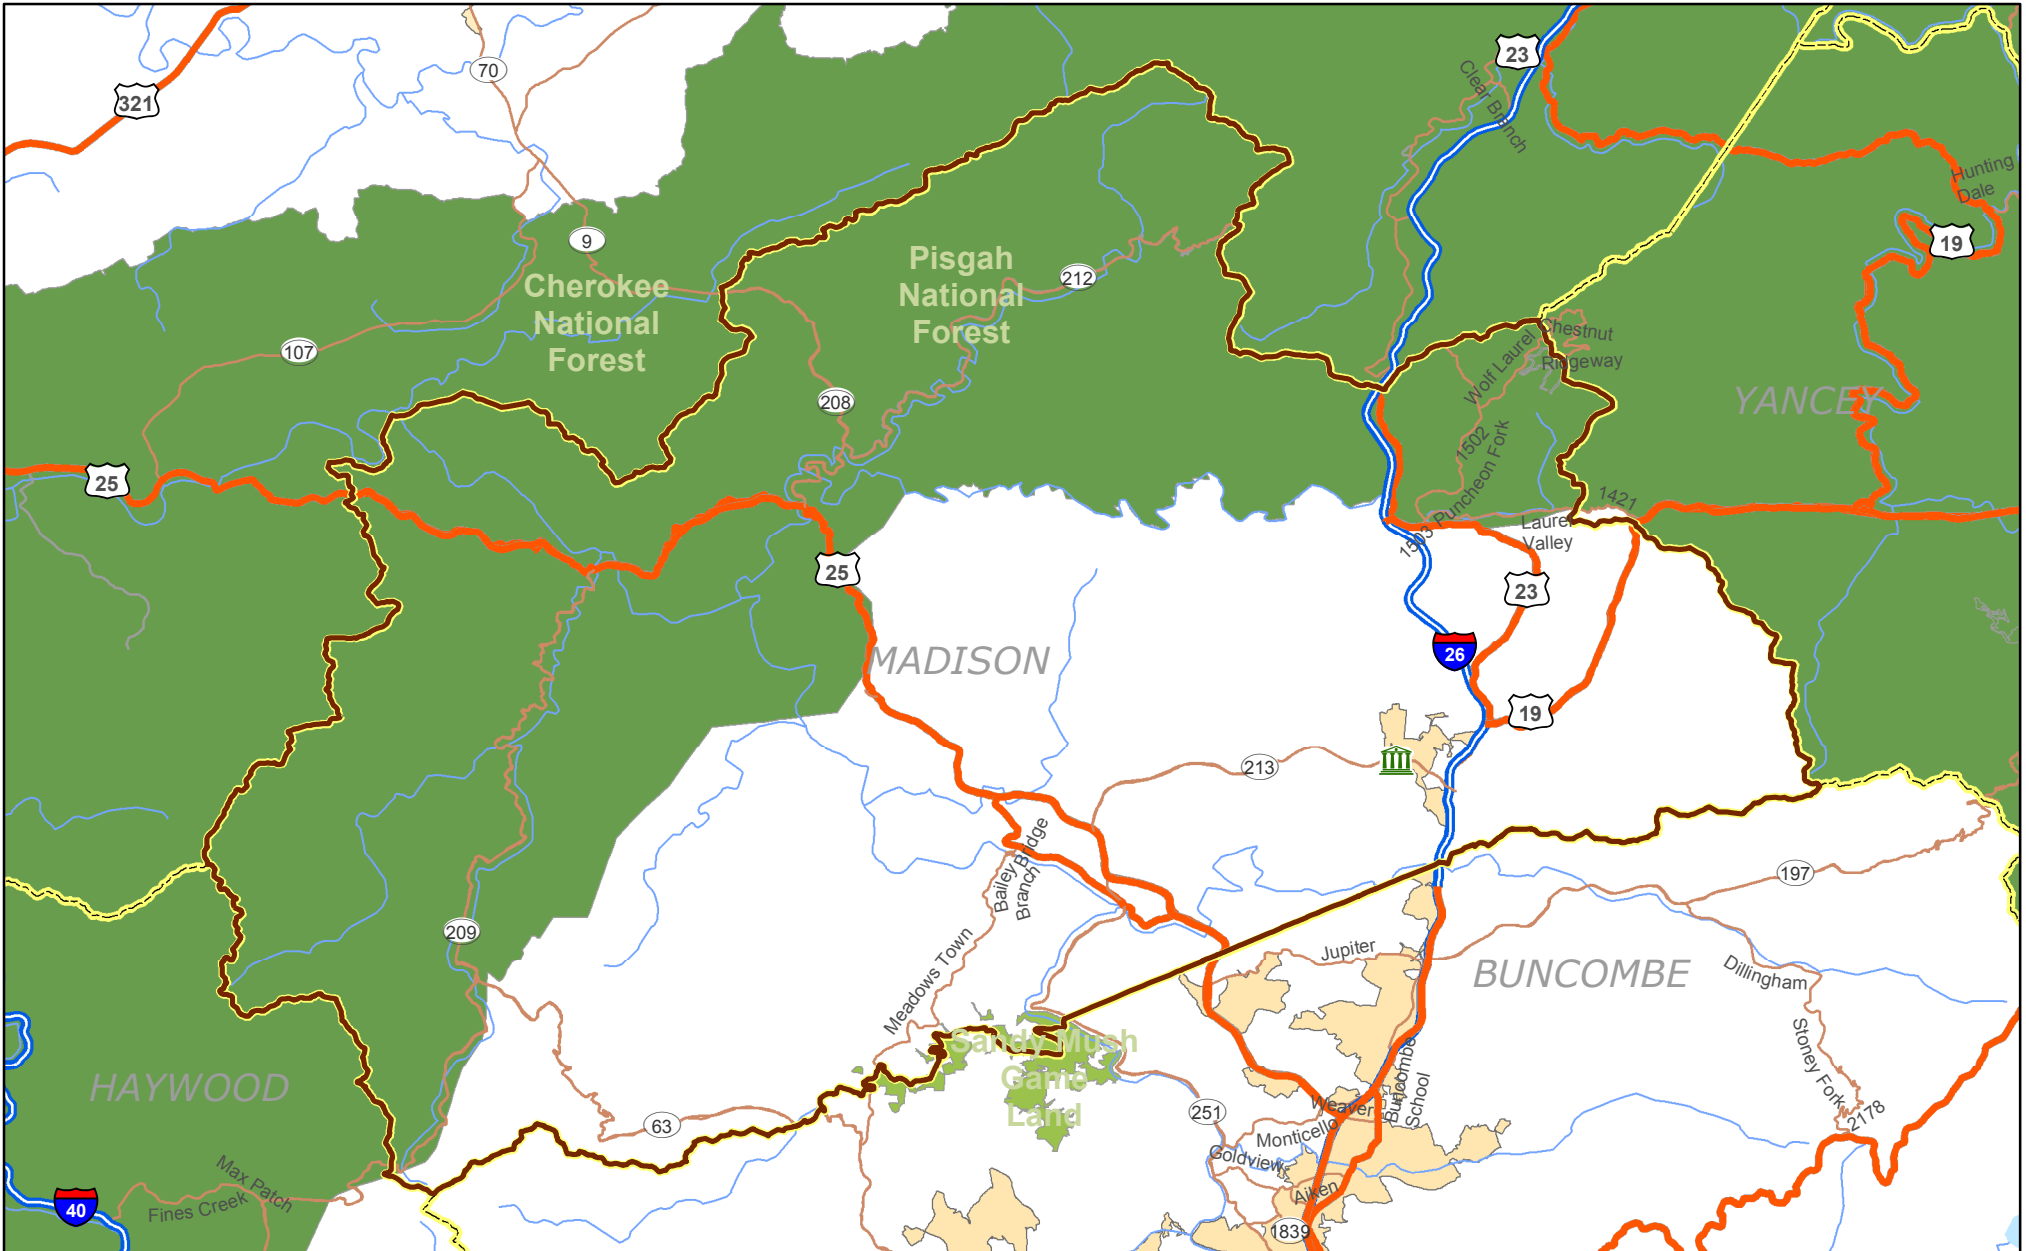 23
70
321
Clear Branch
Hunting
Dale
9
19
Pisgah
National
Forest
212
Cherokee
National
Forest
107
Chestnut
Wolf Laurel
Ridgeway
208
YANCEY
1502
Puncheon Fork
25
1421
1503
Laurel
Valley
25
23
26
MADISON
19
213
Bailey Bridge
Branch
197
209
Meadows Town
Jupiter
BUNCOMBE
Dillingham
Sandy Mush
Game
Land
Stoney Fork
HAYWOOD
Buncombe
School
251
Weaver
2178
63
Monticello
Goldview
Max Patch
Fines Creek
Aiken
40
1839